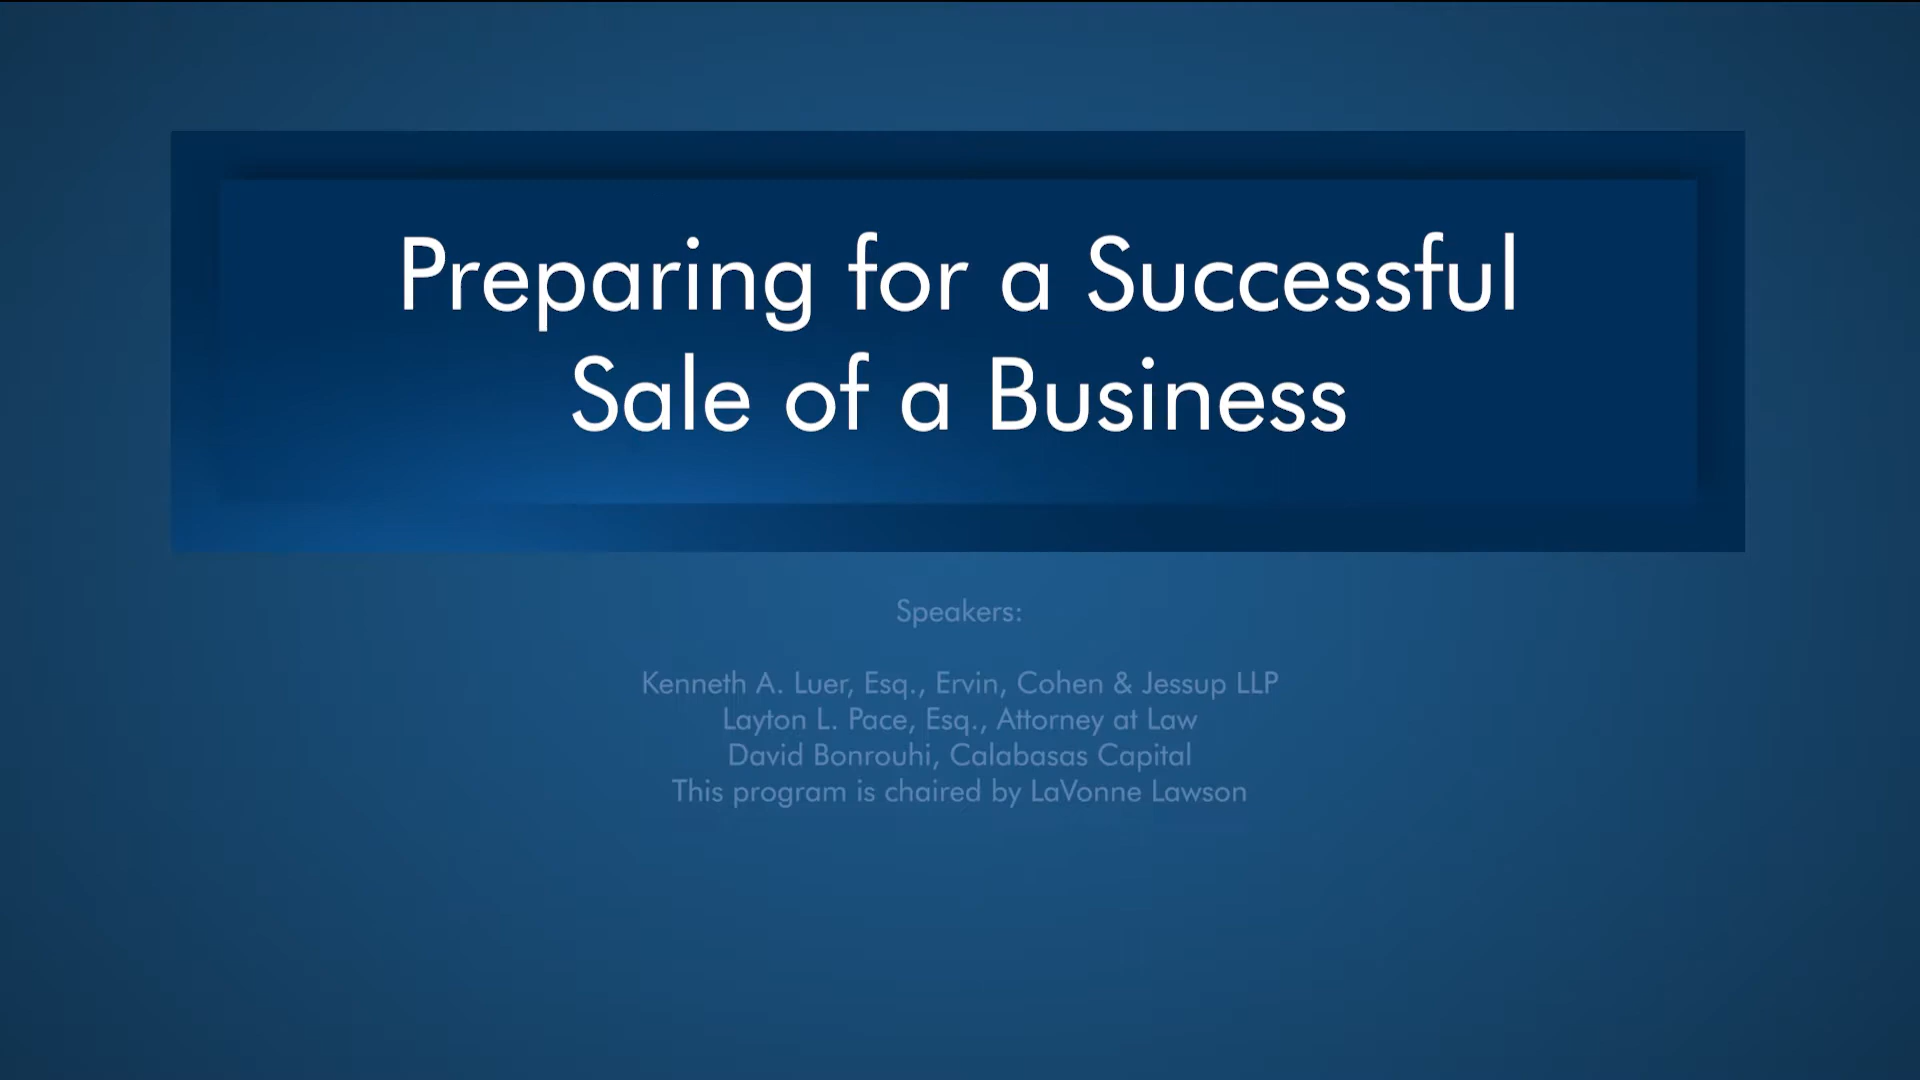 Preparing for a Successful
Sale of a Business
Speakers:
Kenneth A. Luer, Esq., Ervin, Cohen & Jessup LLP
Layton L. Pace, Esq., Attorney at Law
David Bonrouhi, Calabasas Capital
This program is chaired by LaVonne Lawson